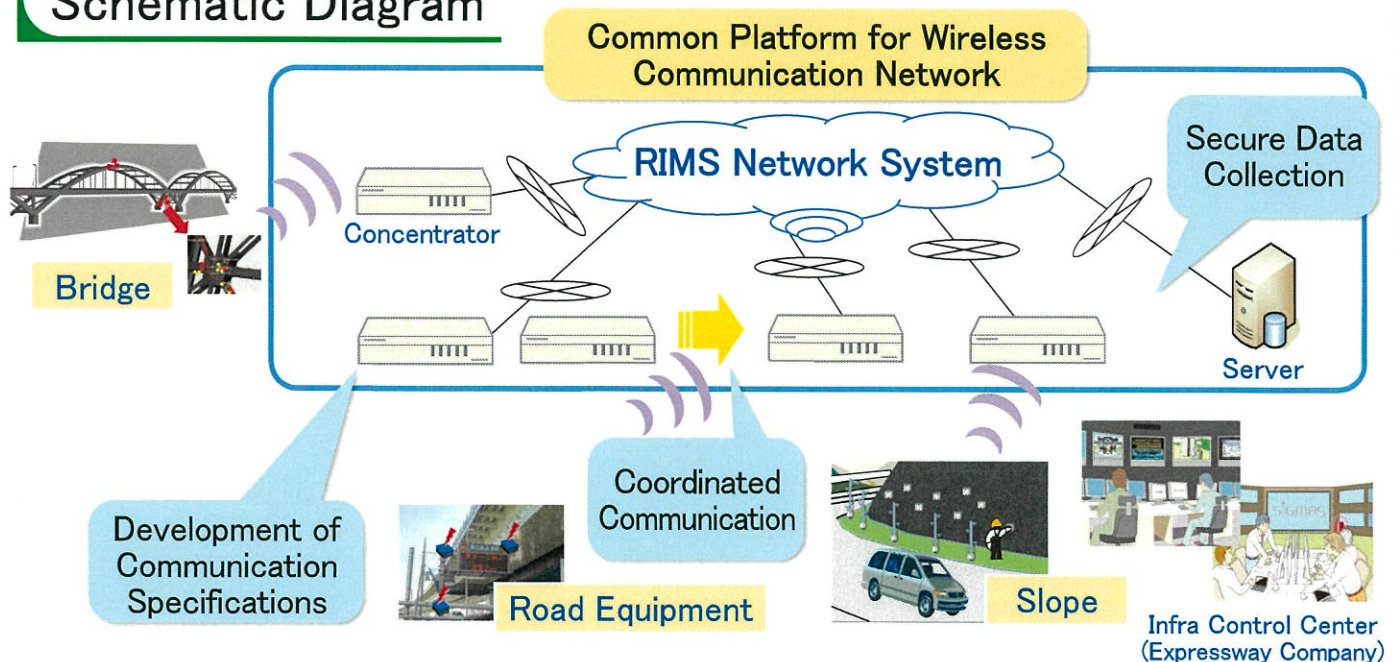 Schematic Diagram
Common Platform for Wireless
Communication Network
RIMS Network System
Secure Data
Collection
Concentrator
Bridge
Server
Coordinated
Communication
Development of
Communication
Specifications
Road Equipment
Slope
SIGMAS
Infra Control Center
(Expressway Company)